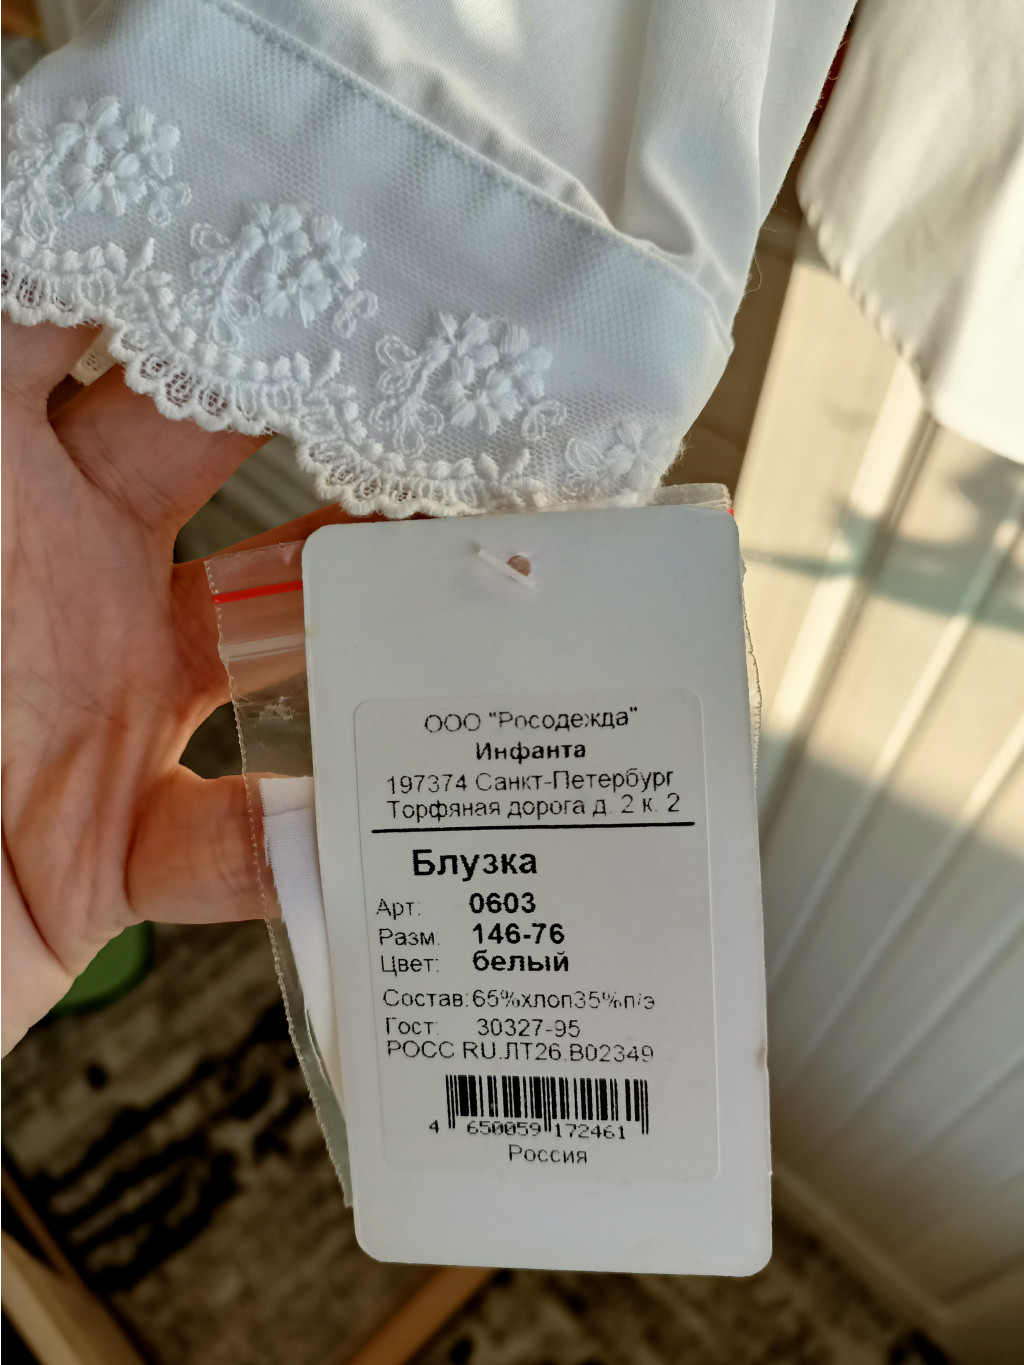 ООО "Росодежда"
Инфанта
197374 Санкт-Петербург
Торфяная дорога д. 2 к. 2
Блузка
Арт: 0603
Разм: 146-76
Цвет: белый
Состав:65%хлоп35%п/э
Гост: 30327-95
РОСС RU.ЛТ26.В02349
4 650059 172461
Россия